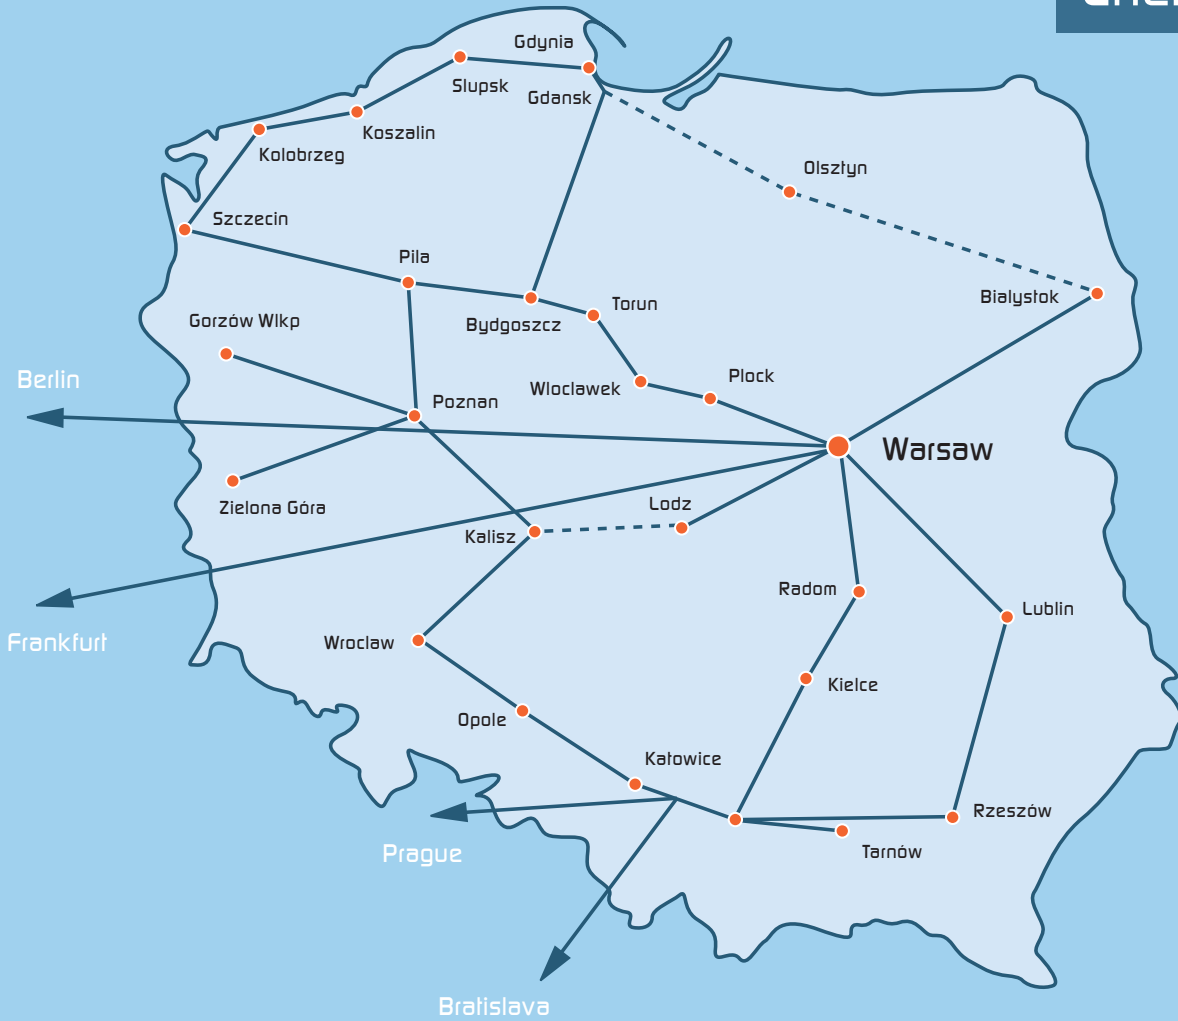 Gdynia
Slupsk
Gdansk
Koszalin
Kolobrzeg
Olsztyn
Szczecin
Pila
Bialystok
Torun
Gorzów Wlkp
Bydgoszcz
Berlin
Plock
Wloclawek
Poznan
Warsaw
Lodz
Zielona Góra
Kalisz
Radom
Lublin
Frankfurt
Wroclaw
Kielce
Opole
Katowice
Rzeszów
Prague
Tarnów
Bratislava